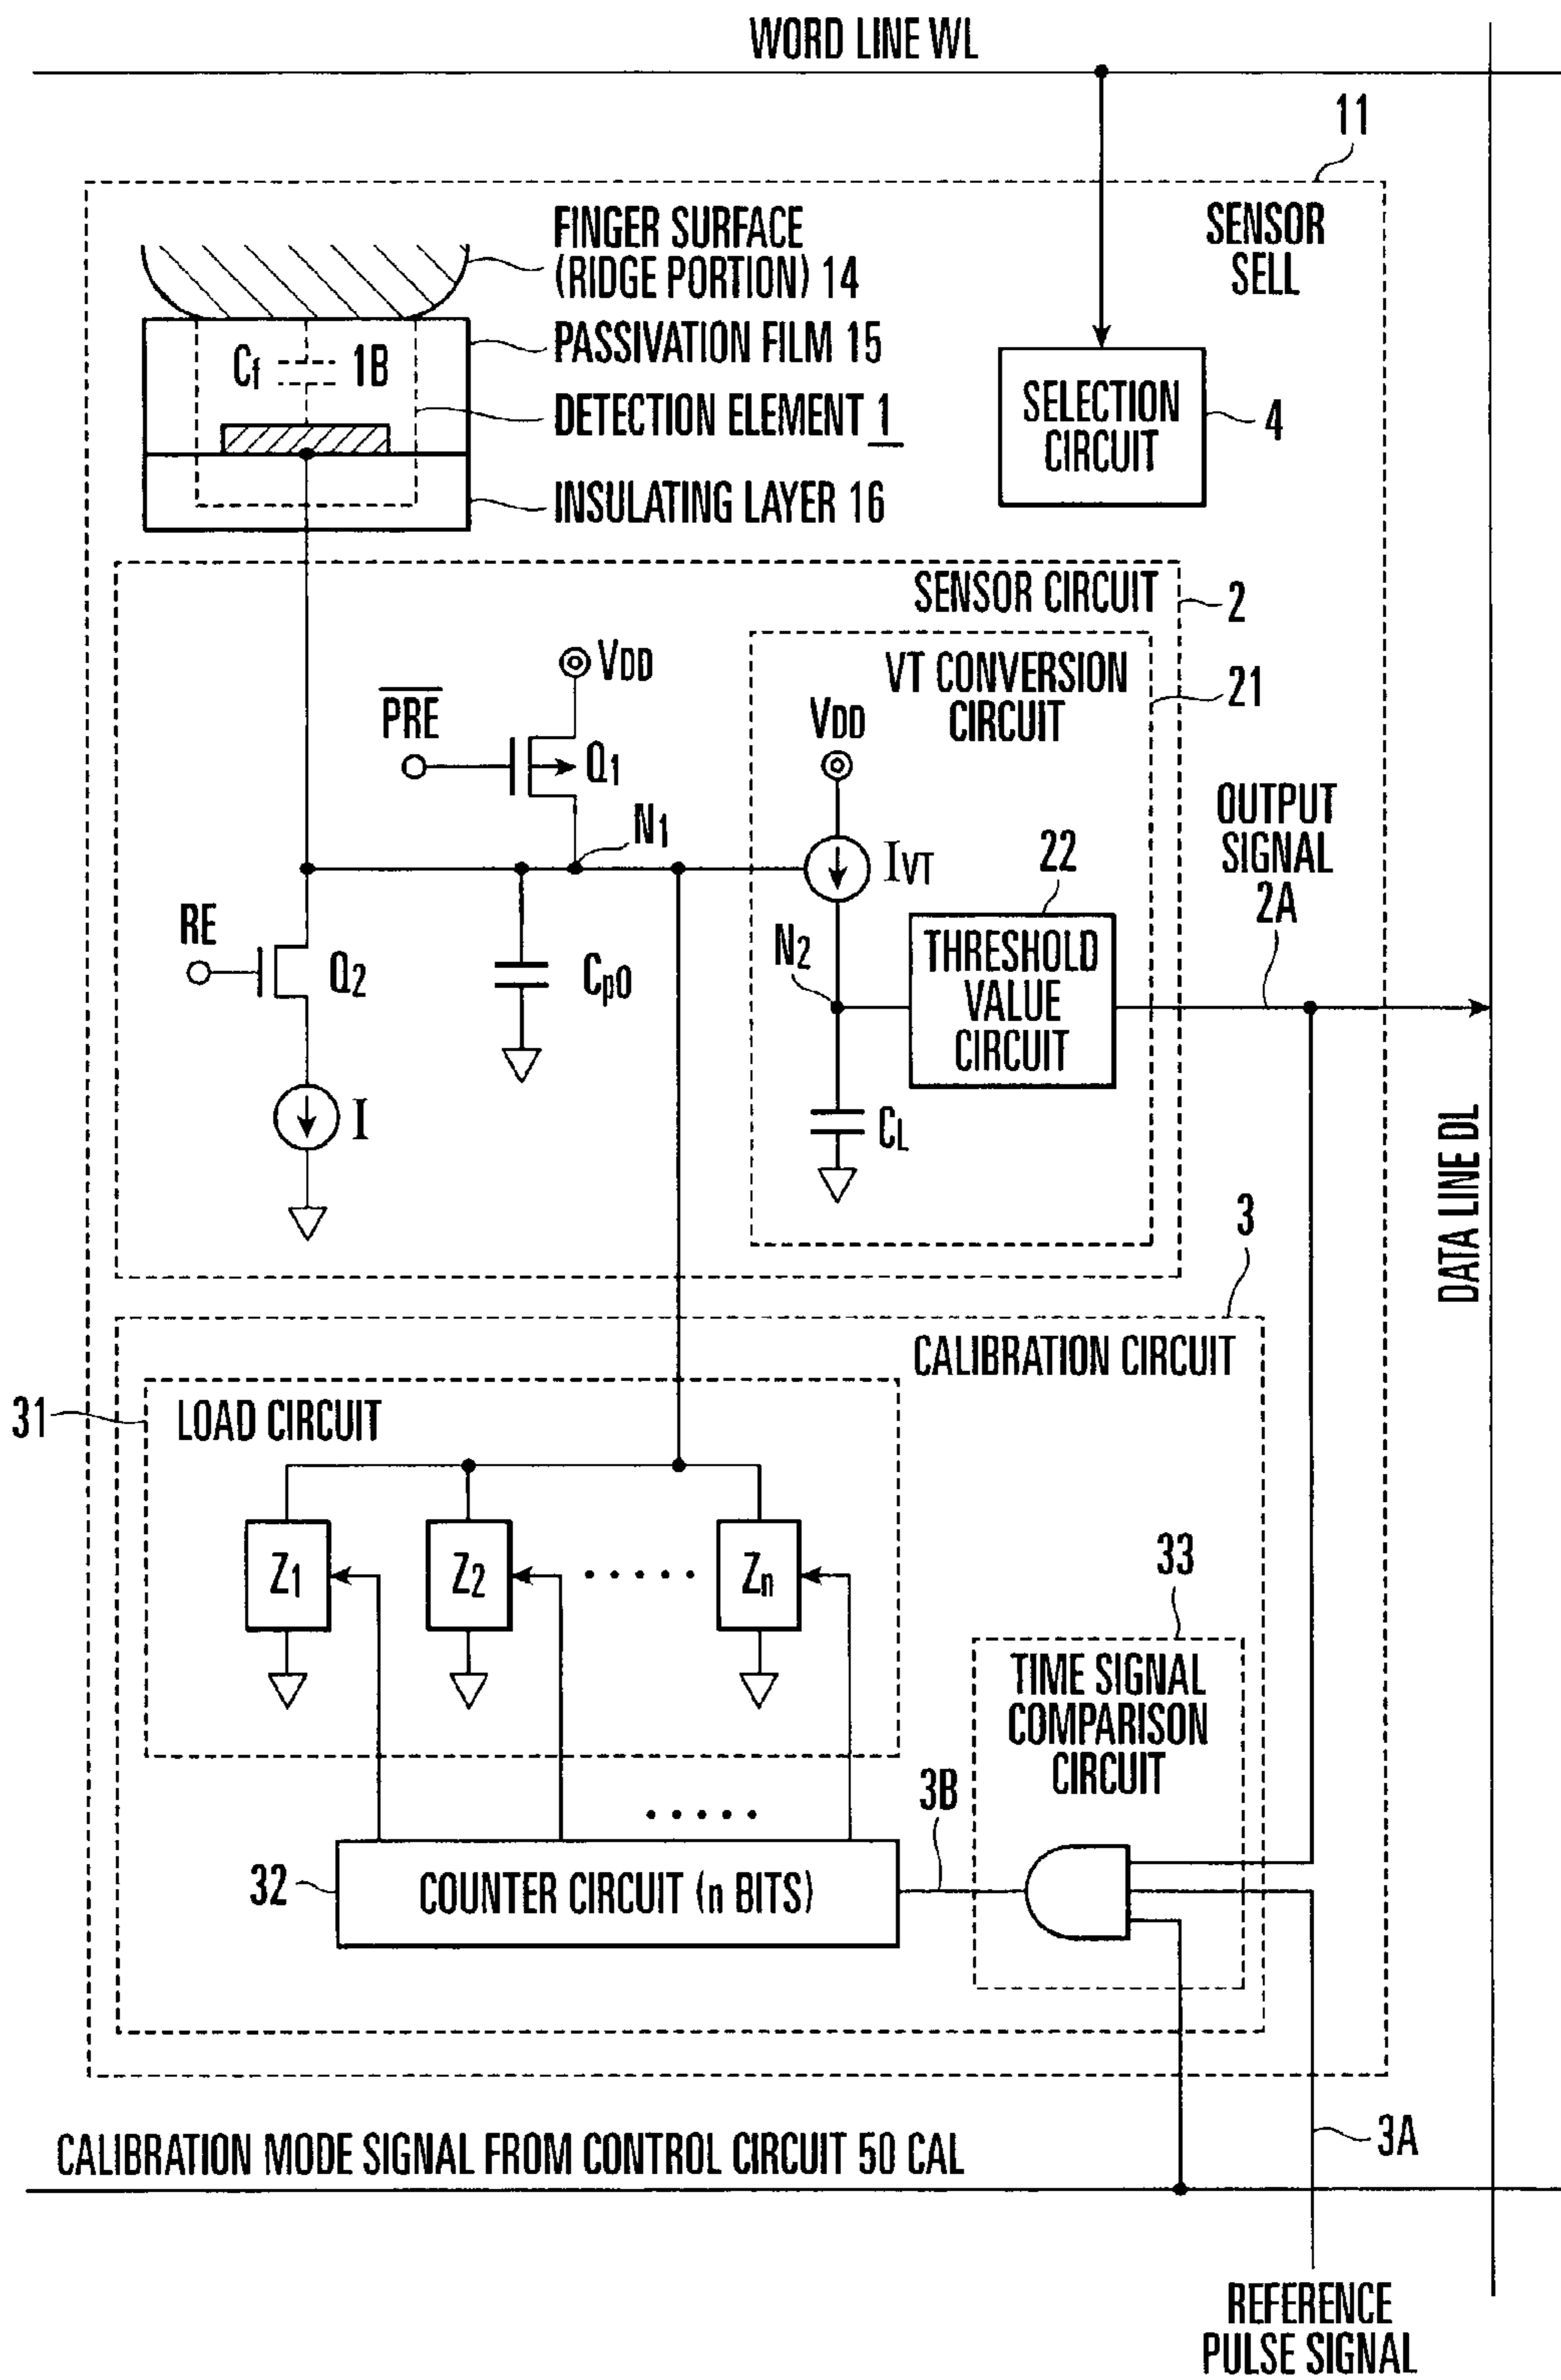 WORD LINE WL
11
SENSOR
SELL
FINGER SURFACE
(RIDGE PORTION) 14
PASSIVATION FILM 15
Cf
1B
DETECTION ELEMENT 1
INSULATING LAYER 16
SELECTION
CIRCUIT
4
SENSOR CIRCUIT
2
VT CONVERSION
CIRCUIT
21
VDD
PRE
Q1
N1
VDD
IVT
22
OUTPUT
SIGNAL
2A
RE
Q2
Cp0
N2
THRESHOLD
VALUE
CIRCUIT
I
CL
DATA LINE DL
3
CALIBRATION CIRCUIT
31
LOAD CIRCUIT
Z1
Z2
.....
Zn
33
TIME SIGNAL
COMPARISON
CIRCUIT
.....
3B
32
COUNTER CIRCUIT (n BITS)
3A
CALIBRATION MODE SIGNAL FROM CONTROL CIRCUIT 50 CAL
REFERENCE
PULSE SIGNAL